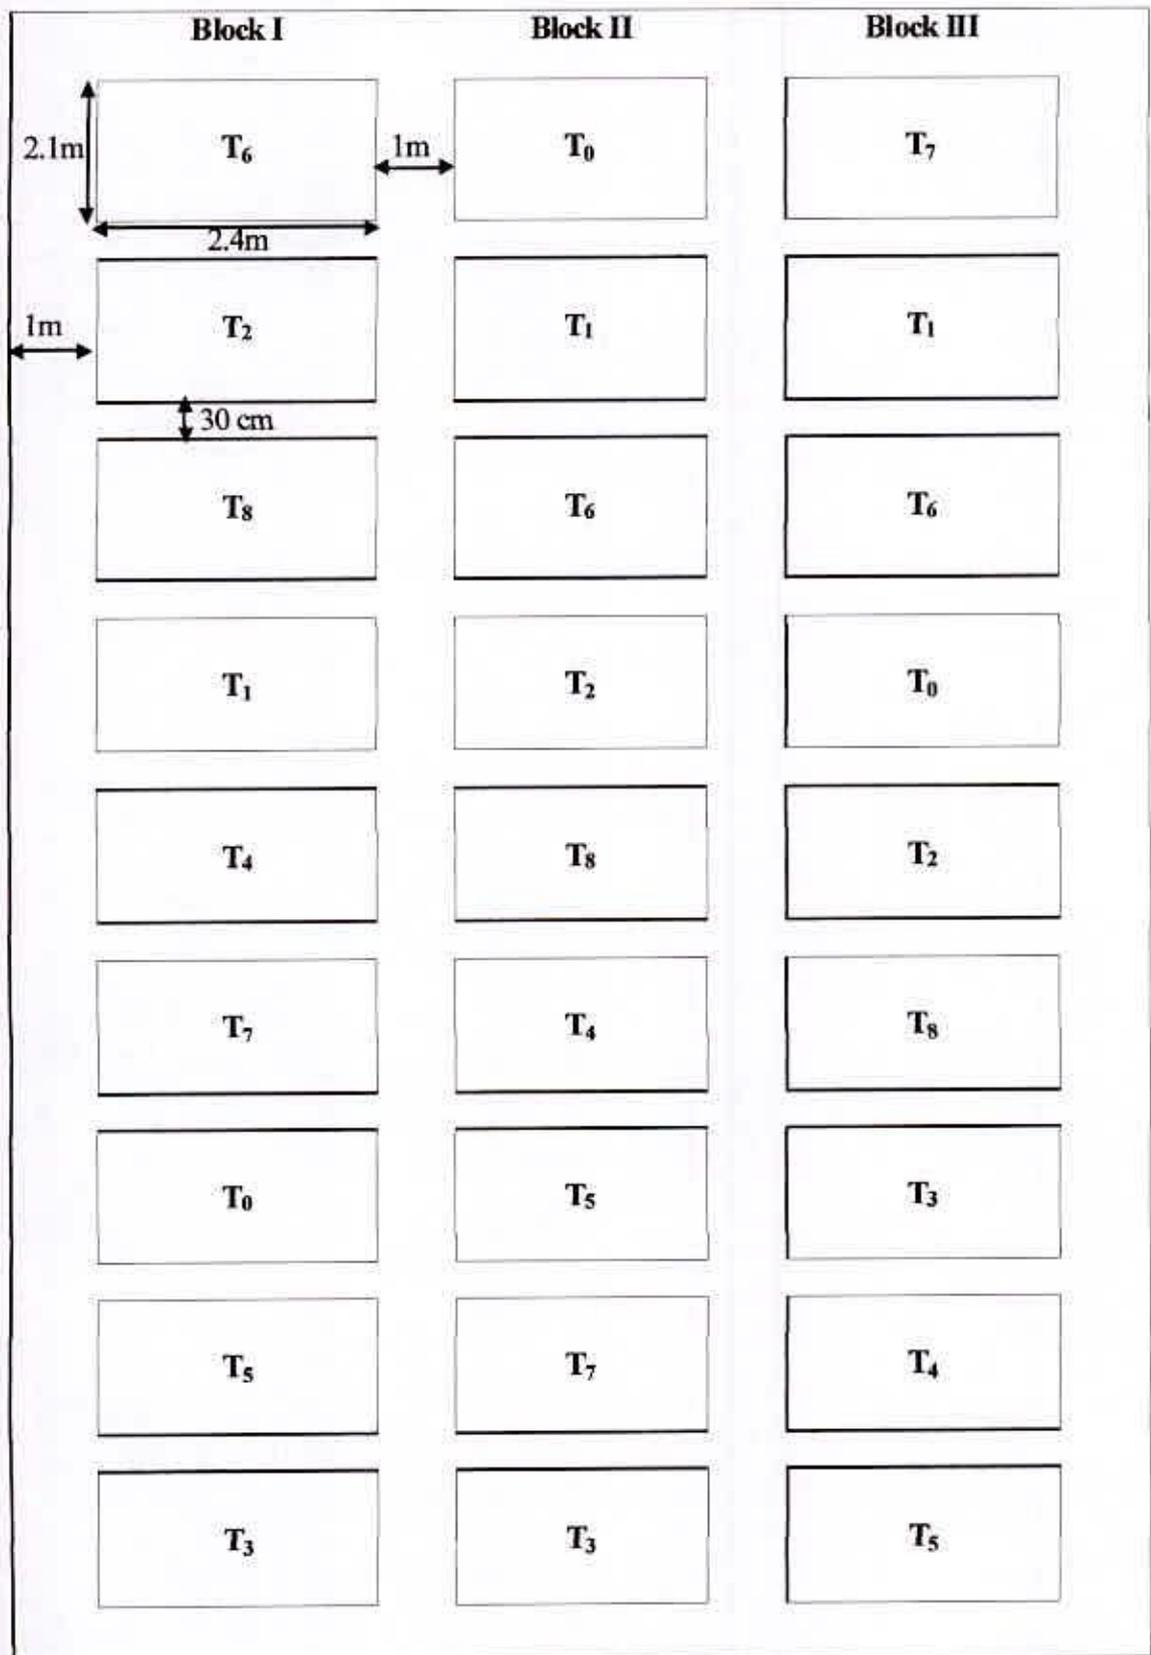 Block I Block II Block III
2.1m T₆ 1m T₀ T₇
2.4m
1m T₂ T₁ T₁
30 cm
T₈ T₆ T₆
T₁ T₂ T₀
T₄ T₈ T₂
T₇ T₄ T₈
T₀ T₅ T₃
T₅ T₇ T₄
T₃ T₃ T₅